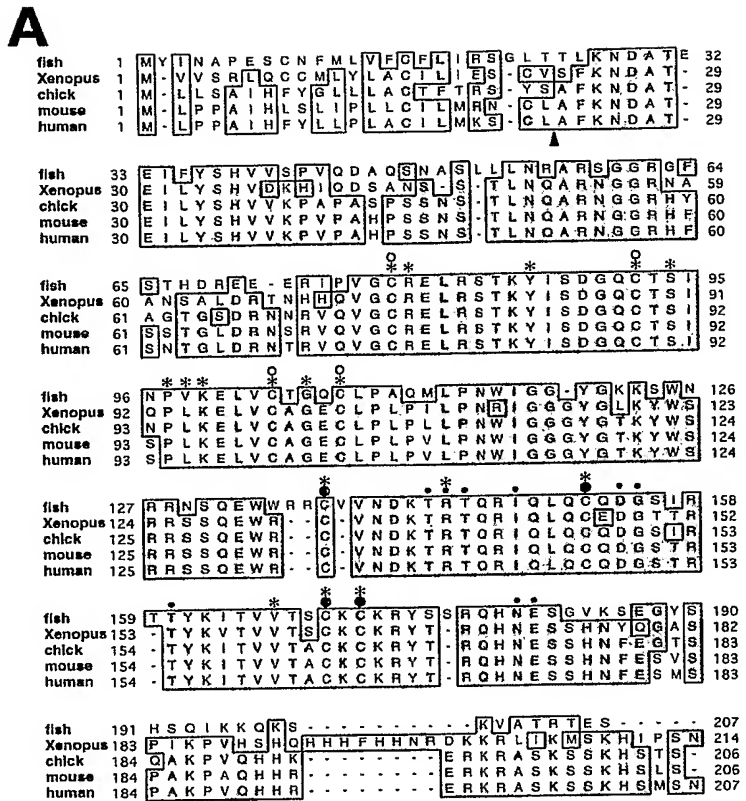 A
fish 1 M Y I N A P E S C N F M L V F C F L I R S G L T T L K N D A T E 32
Xenopus 1 M - V V S R L Q C C M L Y L A C I L I E S - C V S F K N D A T - 29
chick 1 M - L L S A I H F Y G L L L A C T F T R S - Y S A F K N D A T - 29
mouse 1 M - L P P A I H L S L I P L L C I L M R N - C L A F K N D A T - 29
human 1 M - L P P A I H F Y L L P L A C I L M K S - C L A F K N D A T - 29
fish 33 E I F Y S H V V S P V Q D A Q S N A S L L L N R A R S G G R G F 64
Xenopus 30 E I L Y S H V D K H I Q D S A N S - S - T L N Q A R N G G R N A 59
chick 30 E I L Y S H V V K P A P A S P S S N S - T L N Q A R N G G R H Y 60
mouse 30 E I L Y S H V V K P V P A H P S S N S - T L N Q A R N G G R H F 60
human 30 E I L Y S H V V K P V P A H P S S N S - T L N Q A R N G G R H F 60
fish 65 S T H D R E E - E R I P V G C R E L R S T K Y I S D G Q C T S I 95
Xenopus 60 A N S A L D R T N H H Q V G C R E L R S T K Y I S D G Q C T S I 91
chick 61 A G T G S D R N N R V Q V G C R E L R S T K Y I S D G Q C T S I 92
mouse 61 S S T G L D R N S R V Q V G C R E L R S T K Y I S D G Q C T S I 92
human 61 S N T G L D R N T R V Q V G C R E L R S T K Y I S D G Q C T S I 92
fish 96 N P V K E L V C T G Q C L P A Q M L P N W I G G - Y G K K S W N 126
Xenopus 92 Q P L K E L V C A G E C L P L P I L P N R I G G G Y G L K Y W S 123
chick 93 N P L K E L V C A G E C L P L P L L P N W I G G G Y G T K Y W S 124
mouse 93 S P L K E L V C A G E C L P L P V L P N W I G G G Y G T K Y W S 124
human 93 S P L K E L V C A G E C L P L P V L P N W I G G G Y G T K Y W S 124
fish 127 R R N S Q E W W R R C V V N D K T R T Q R I Q L Q C Q D G S I R 158
Xenopus 124 R R S S Q E W R - - C - V N D K T R T Q R I Q L Q C E D G T T R 152
chick 125 R R S S Q E W R - - C - V N D K T R T Q R I Q L Q C Q D G S I R 153
mouse 125 R R S S Q E W R - - C - V N D K T R T Q R I Q L Q C Q D G S T R 153
human 125 R R S S Q E W R - - C - V N D K T R T Q R I Q L Q C Q D G S T R 153
fish 159 T T Y K I T V V T S C K C K R Y S S R Q H N E S G V K S E G Y S 190
Xenopus 153 - T Y K I T V V T S C K C K R Y T - R Q H N E S S H N Y Q G A S 182
chick 154 - T Y K I T V V T A C K C K R Y T - R Q H N E S S H N F E G T S 183
mouse 154 - T Y K I T V V T A C K C K R Y T - R Q H N E S S H N F E S V S 183
human 154 - T Y K I T V V T A C K C K R Y T - R Q H N E S S H N F E S M S 183
fish 191 H S Q I K K Q K S - - - - - - - - - - K V A T R T E S - - - - - 207
Xenopus 183 P I K P V H S H Q H H H F H H N R D K K R L I K M S K H I P S N 214
chick 184 Q A K P A Q H H K - - - - - - - - E R K R A S K S S K H S T S - 206
mouse 184 P A K P A Q H H R - - - - - - - - E R K R A S K S S K H S L S - 206
human 184 P A K P V Q H H R - - - - - - - - E R K R A S K S S K H S M S N 207